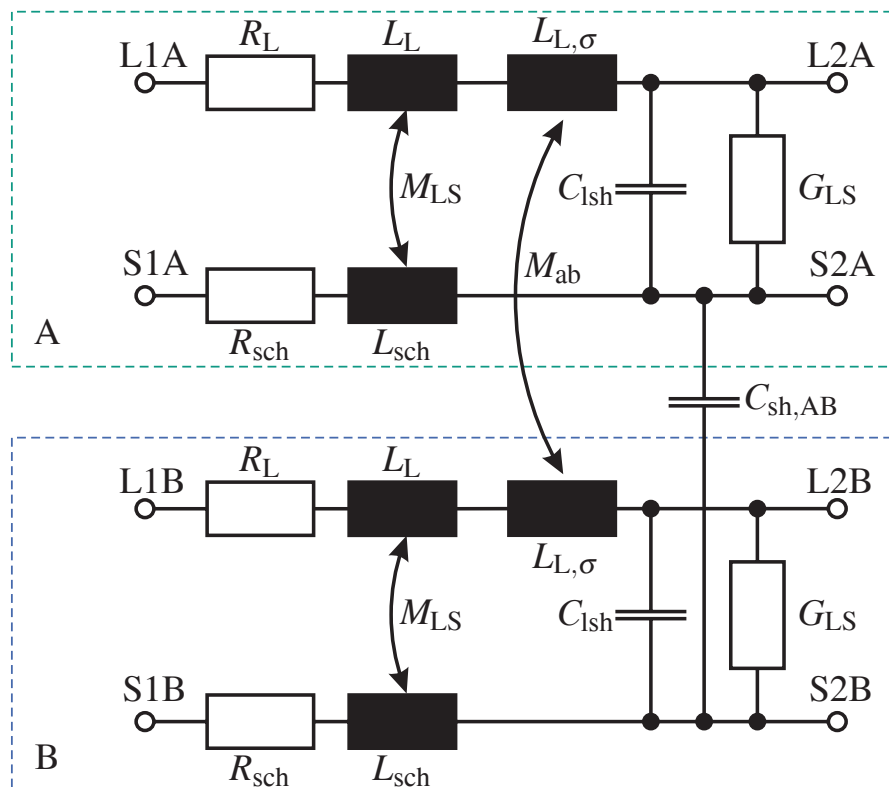 R_L L_L L_L,σ
L1A L2A
M_LS C_lsh G_LS
S1A M_ab S2A
A R_sch L_sch
C_sh,AB
R_L L_L
L1B L2B
L_L,σ
M_LS C_lsh G_LS
S1B S2B
B R_sch L_sch